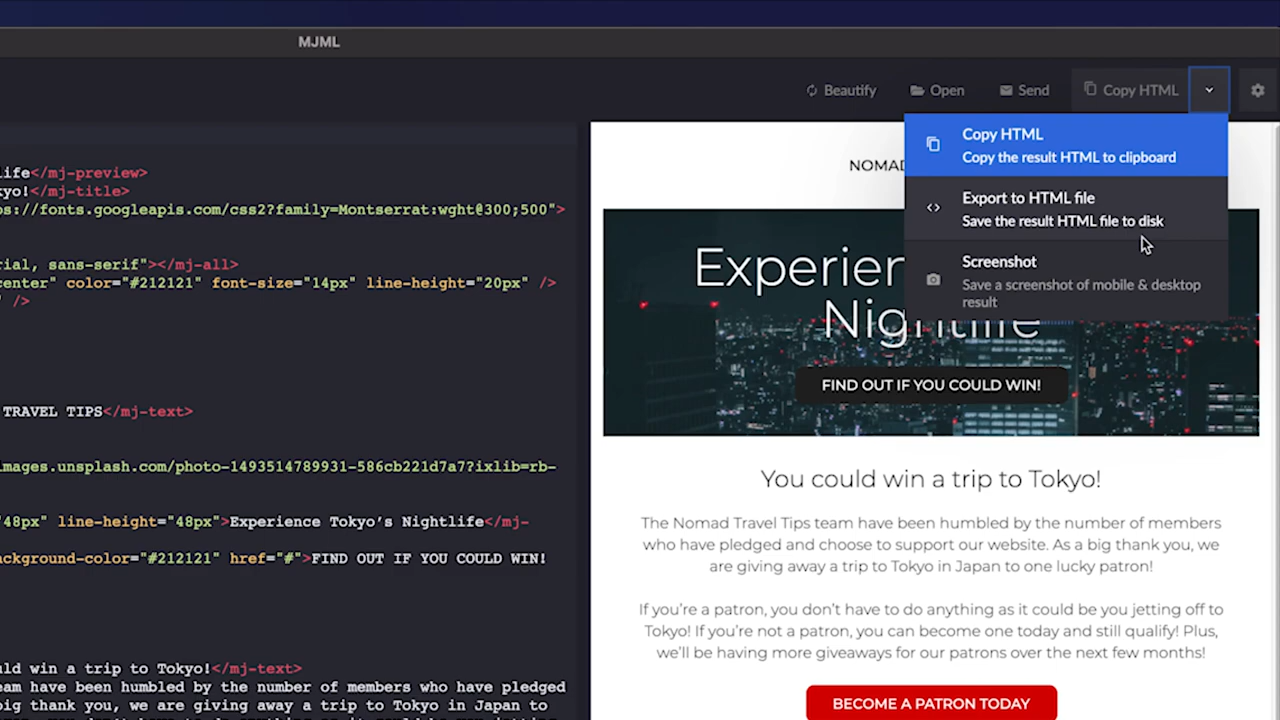 MJML
Beautify
Open
Send
Copy HTML
Copy HTML
Copy the result HTML to clipboard
Export to HTML file
Save the result HTML file to disk
Screenshot
Save a screenshot of mobile & desktop
result
life</mj-preview>
kyo!</mj-title>
ps://fonts.googleapis.com/css2?family=Montserrat:wght@300;500">
rial, sans-serif"></mj-all>
center" color="#212121" font-size="14px" line-height="20px" />
" />
TRAVEL TIPS</mj-text>
images.unsplash.com/photo-1493514789931-586cb221d7a7?ixlib=rb-
"48px" line-height="48px">Experience Tokyo's Nightlife</mj-
ackground-color="#212121" href="#">FIND OUT IF YOU COULD WIN!
uld win a trip to Tokyo!</mj-text>
eam have been humbled by the number of members who have pledged
big thank you, we are giving away a trip to Tokyo in Japan to
NOMAD
Experien
Nightlife
FIND OUT IF YOU COULD WIN!
You could win a trip to Tokyo!
The Nomad Travel Tips team have been humbled by the number of members
who have pledged and choose to support our website. As a big thank you, we
are giving away a trip to Tokyo in Japan to one lucky patron!
If you're a patron, you don't have to do anything as it could be you jetting off to
Tokyo! If you're not a patron, you can become one today and still qualify! Plus,
we'll be having more giveaways for our patrons over the next few months!
BECOME A PATRON TODAY